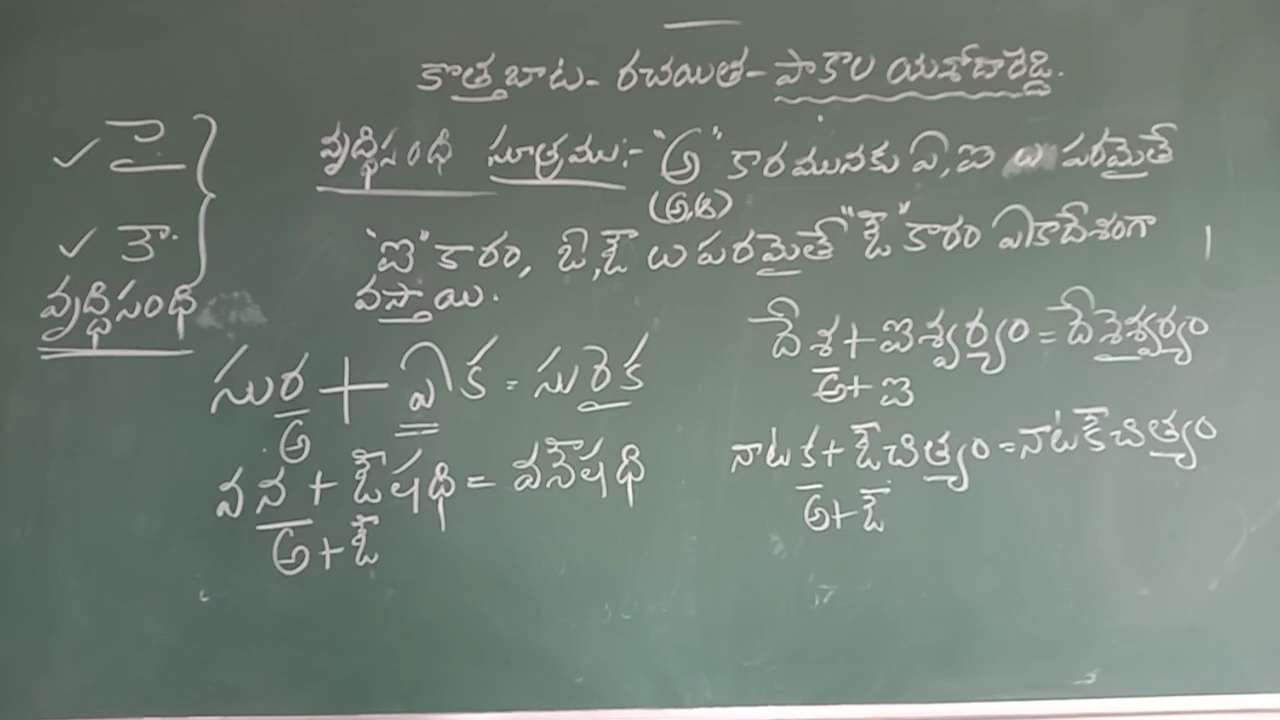 కొత్తబాట - రచయిత - పాకాల యశోదారెడ్డి.
వృద్ధిసంధి సూత్రము:- "అ" కారమునకు ఏ, ఐ లు పరమైతే
(అ,ఆ)
"ఐ" కారం, ఓ, ఔ లు పరమైతే "ఔ" కారం ఏకాదేశంగా
వస్తాయి.
వృద్ధిసంధి
సుర + ఏక = సురైక
అ
వన + ఔషధి = వనౌషధి
అ + ఔ
దేశ + ఐశ్వర్యం = దేశైశ్వర్యం
అ + ఐ
నాటక + ఔచిత్యం = నాటకౌచిత్యం
అ + ఔ